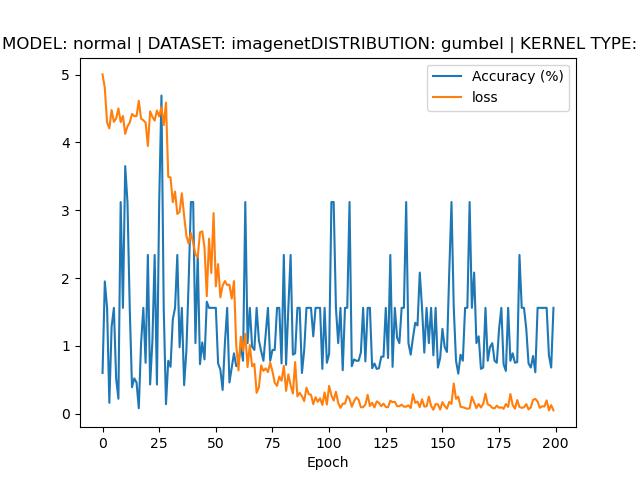 MODEL: normal | DATASET: imagenetDISTRIBUTION: gumbel | KERNEL TYPE:
Accuracy (%)
loss
5
4
3
2
1
0
0 25 50 75 100 125 150 175 200
Epoch